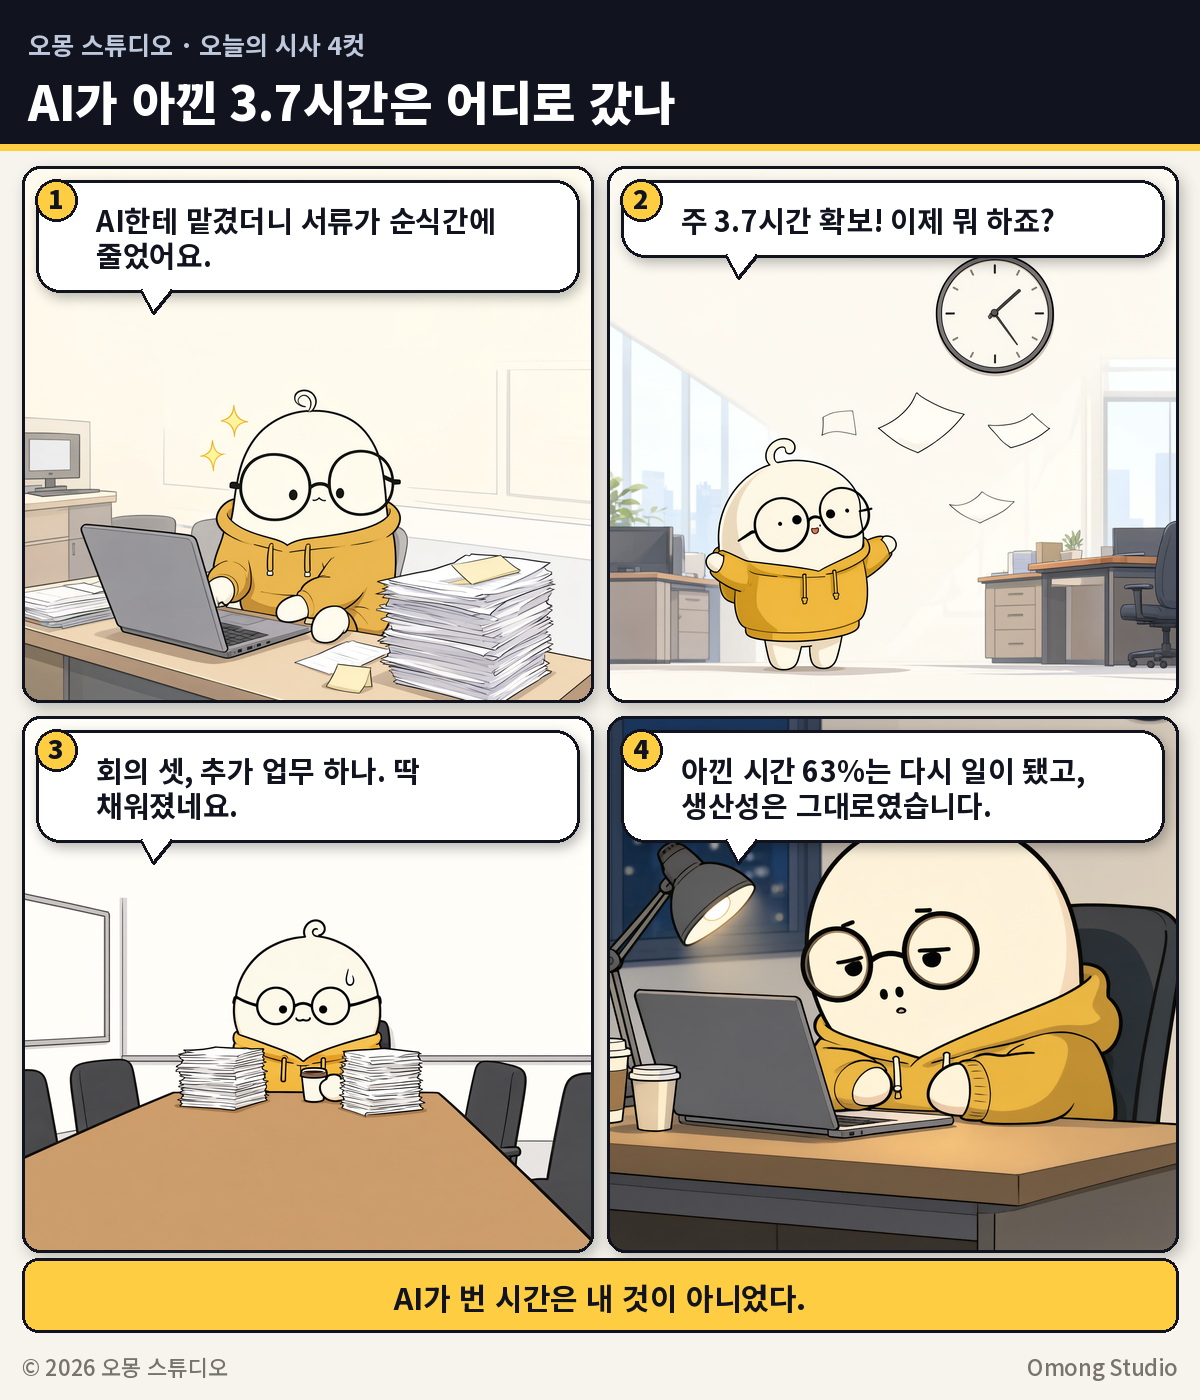 오몽 스튜디오 · 오늘의 시사 4컷
AI가 아낀 3.7시간은 어디로 갔나
1
AI한테 맡겼더니 서류가 순식간에
줄었어요.
2
주 3.7시간 확보! 이제 뭐 하죠?
3
회의 셋, 추가 업무 하나. 딱
채워졌네요.
4
아낀 시간 63%는 다시 일이 됐고,
생산성은 그대로였습니다.
AI가 번 시간은 내 것이 아니었다.
© 2026 오몽 스튜디오
Omong Studio